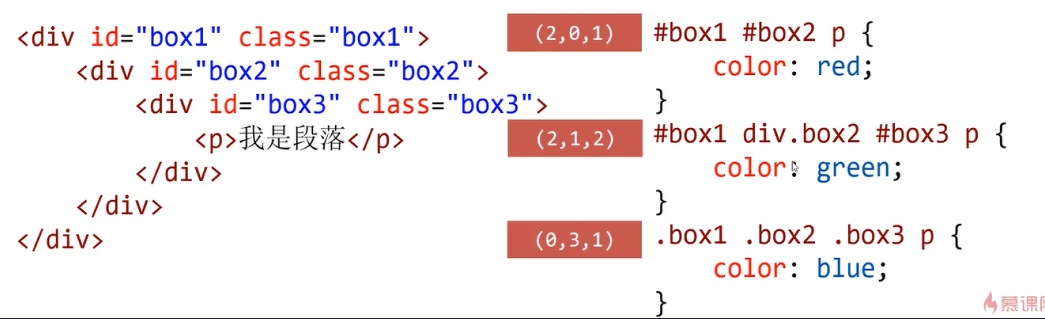 <div id="box1" class="box1">
    <div id="box2" class="box2">
        <div id="box3" class="box3">
            <p>我是段落</p>
        </div>
    </div>
</div>
(2,0,1)
#box1 #box2 p {
    color: red;
}
(2,1,2)
#box1 div.box2 #box3 p {
    color: green;
}
(0,3,1)
.box1 .box2 .box3 p {
    color: blue;
}
慕课网